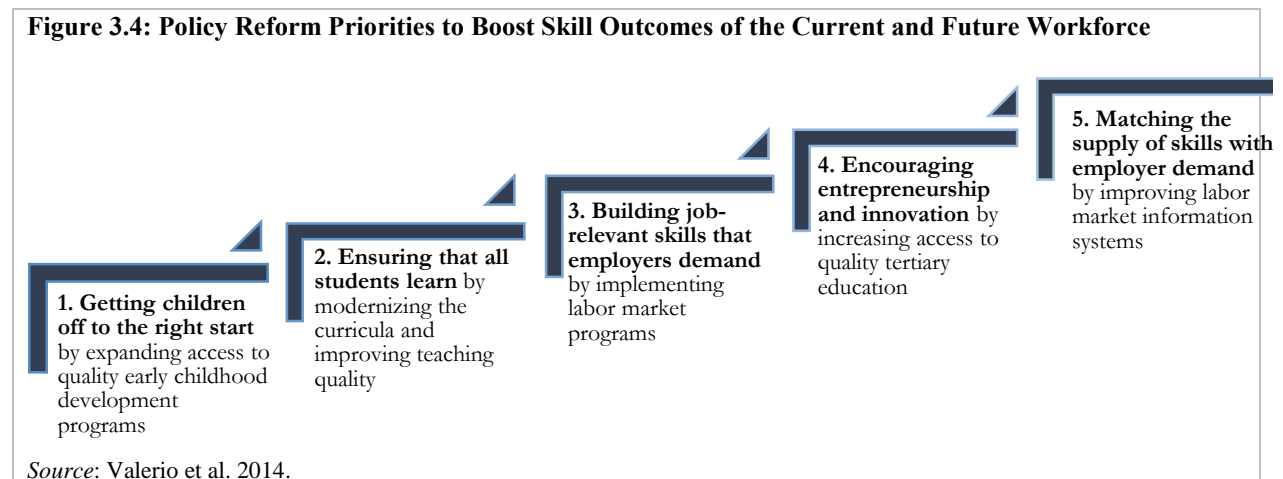 Figure 3.4: Policy Reform Priorities to Boost Skill Outcomes of the Current and Future Workforce
1. Getting children
off to the right start
by expanding access to
quality early childhood
development
programs
2. Ensuring that all
students learn by
modernizing the
curricula and
improving teaching
quality
3. Building job-
relevant skills that
employers demand
by implementing
labor market
programs
4. Encouraging
entrepreneurship
and innovation by
increasing access to
quality tertiary
education
5. Matching the
supply of skills with
employer demand
by improving labor
market information
systems
Source: Valerio et al. 2014.